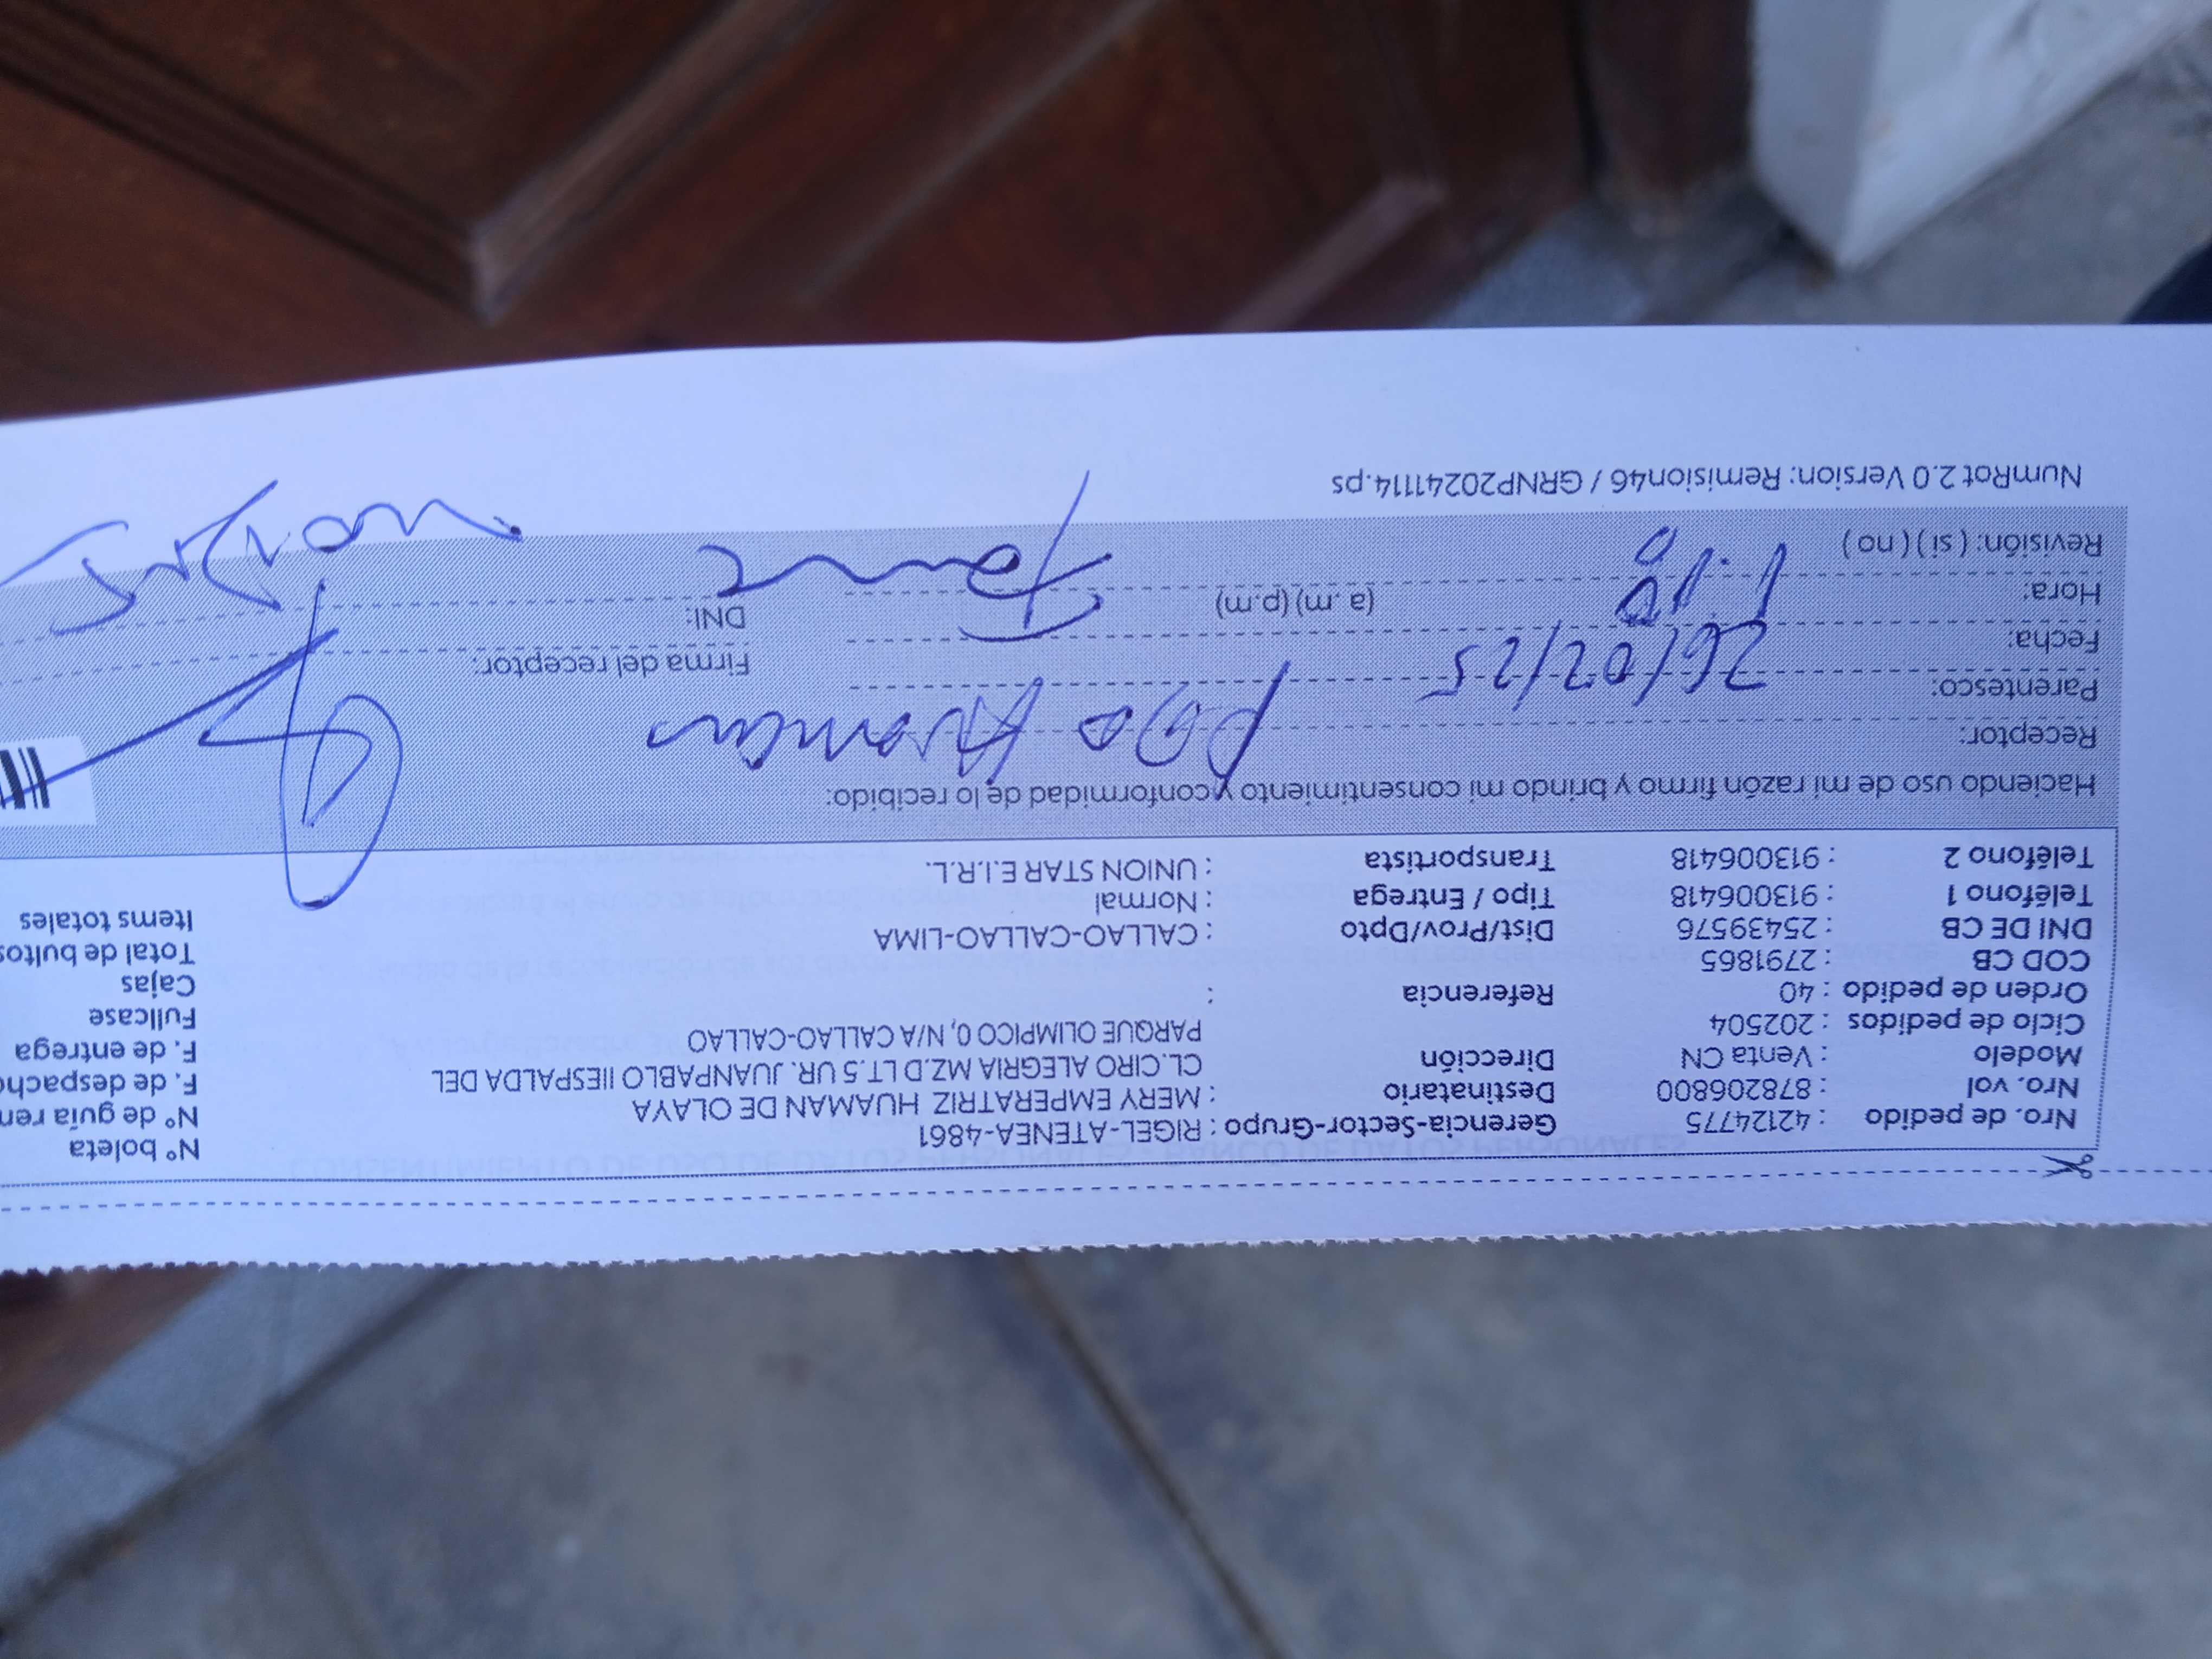 Nro. de pedido : 42124775 Gerencia-Sector-Grupo : RIGEL-ATENEA-4861 N° boleta
Nro. vol : 878206800 Destinatario : MERY EMPERATRIZ HUAMAN DE OLAYA N° de guía
Modelo : Venta CN Dirección CL.CIRO ALEGRIA MZ.D LT.5 UR. JUANPABLO IIESPALDA DEL F. de
Ciclo de pedidos : 202504 PARQUE OLIMPICO 0, N/A CALLAO-CALLAO F. de entrega
Orden de pedido : 40 Referencia : Fullcase
COD CB : 2791865 Cajas
DNI DE CB : 25439576 Dist/Prov/Dpto : CALLAO-CALLAO-LIMA Total de
Teléfono 1 : 913006418 Tipo / Entrega : Normal Items totales
Teléfono 2 : 913006418 Transportista : UNION STAR E.I.R.L.
Haciendo uso de mi razón firmo y brindo mi consentimiento y conformidad de lo recibido:
Receptor:
Parentesco: Firma del receptor:
Fecha: 26/02/25
Hora: (a .m) (p.m) DNI:
Revisión: ( si ) ( no )
NumRot 2.0 Version: Remision46 / GRNP20241114.ps